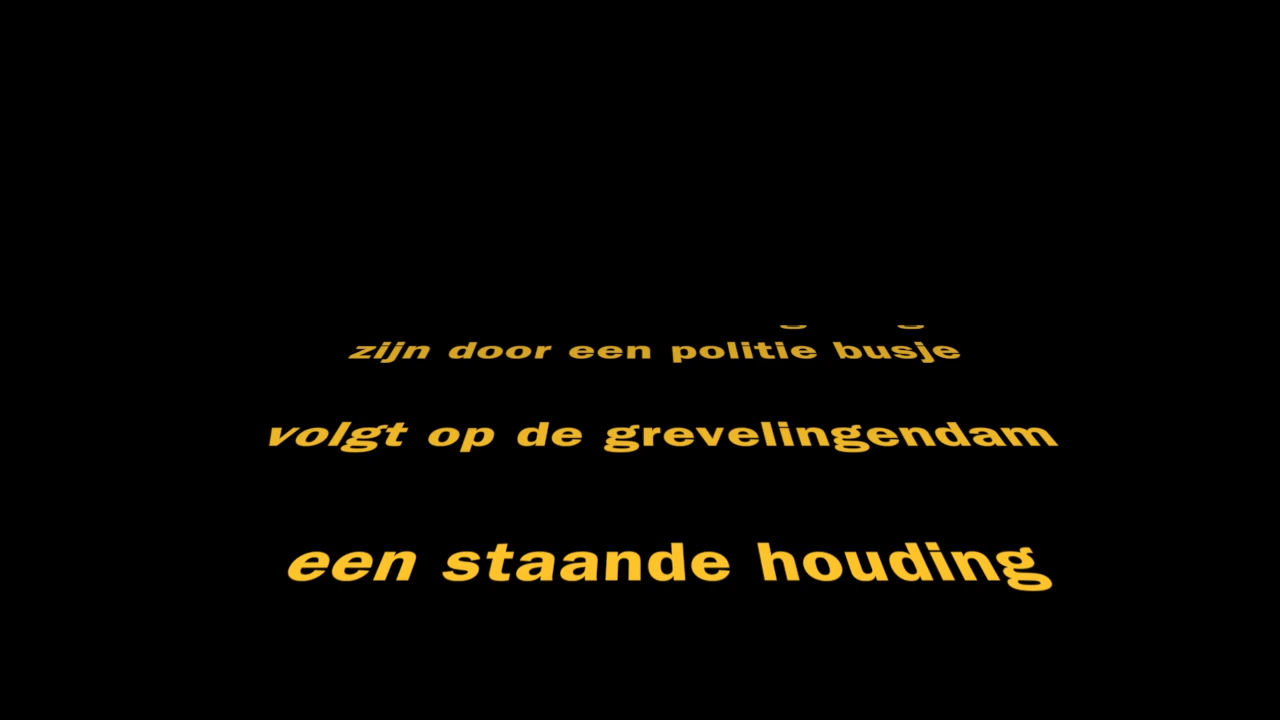 zijn door een politie busje
volgt op de grevelingendam
een staande houding